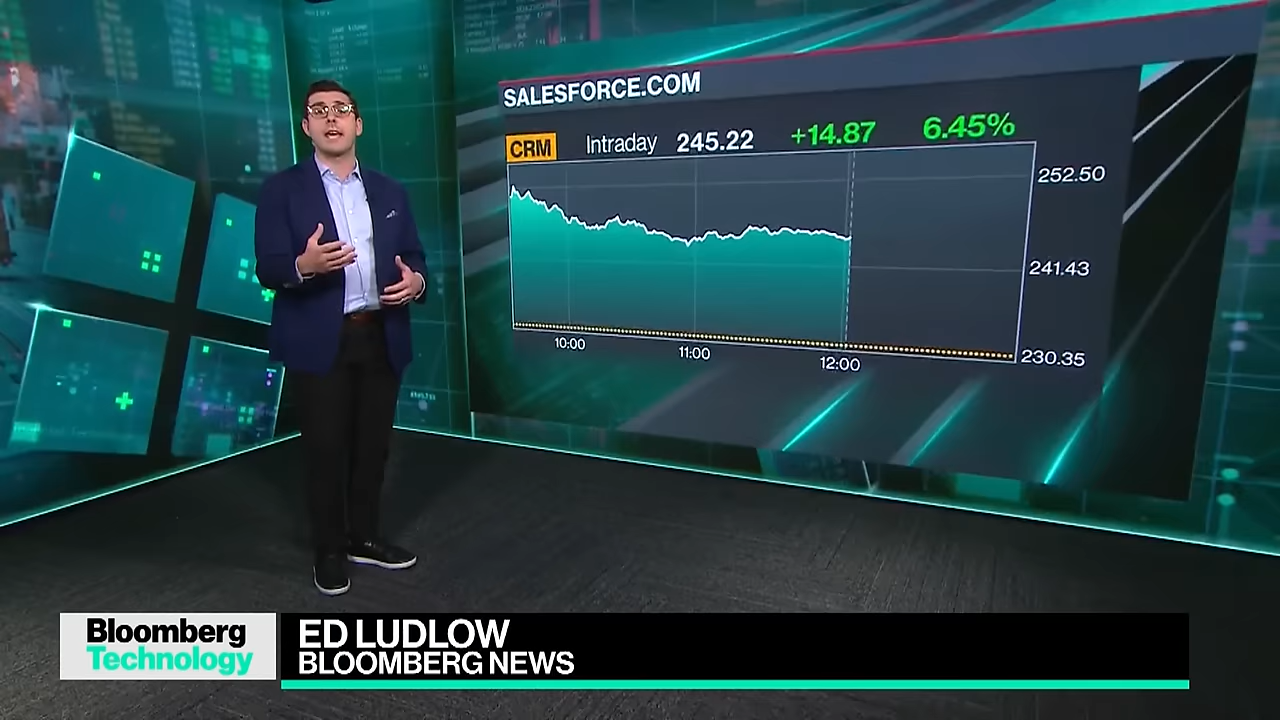 SALESFORCE.COM
CRM Intraday 245.22 +14.87 6.45%
252.50
241.43
230.35
10:00 11:00 12:00
Bloomberg
Technology
ED LUDLOW
BLOOMBERG NEWS